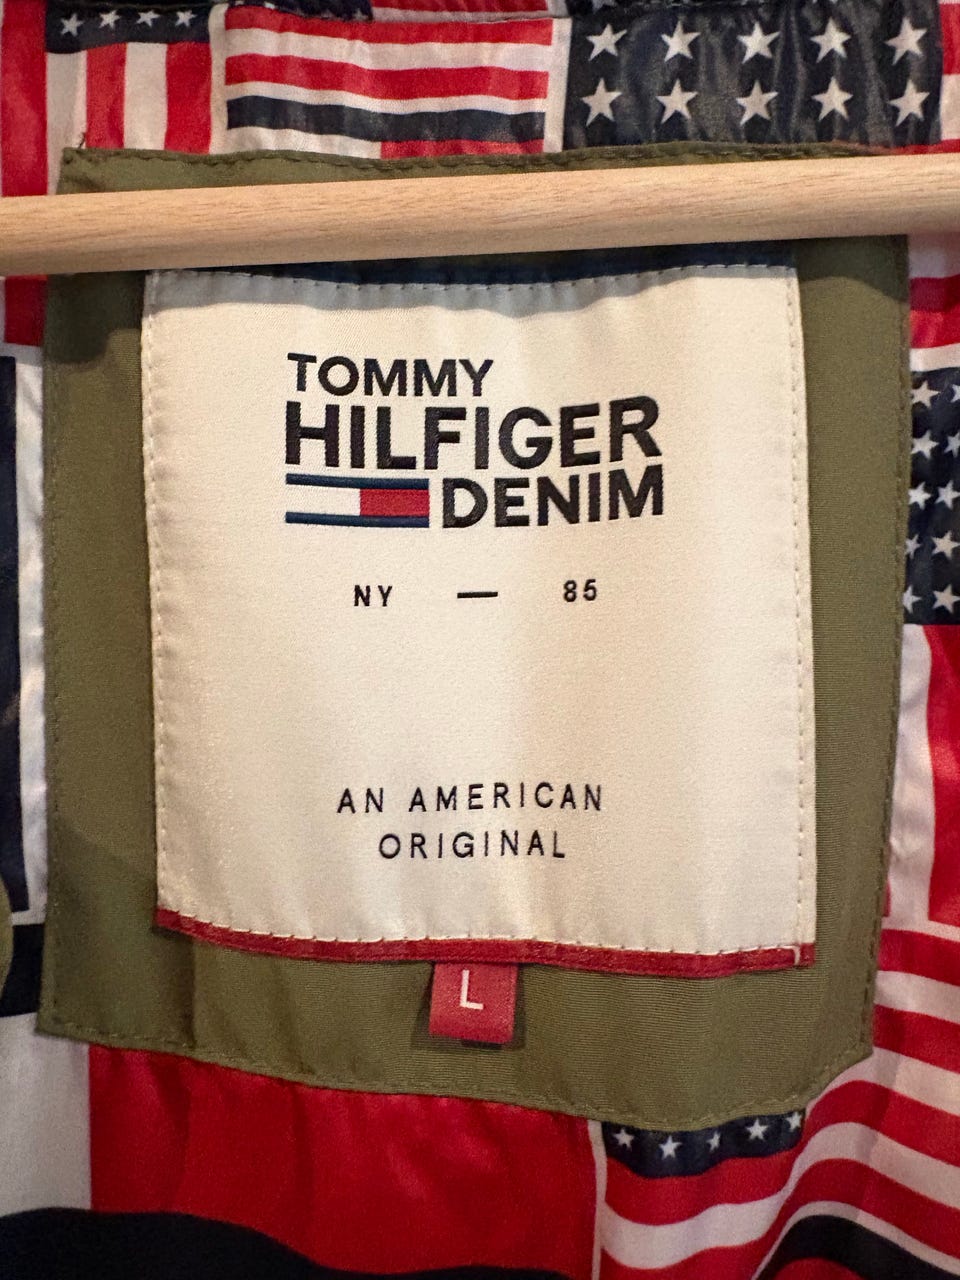 TOMMY
HILFIGER
DENIM
NY — 85
AN AMERICAN
ORIGINAL
L